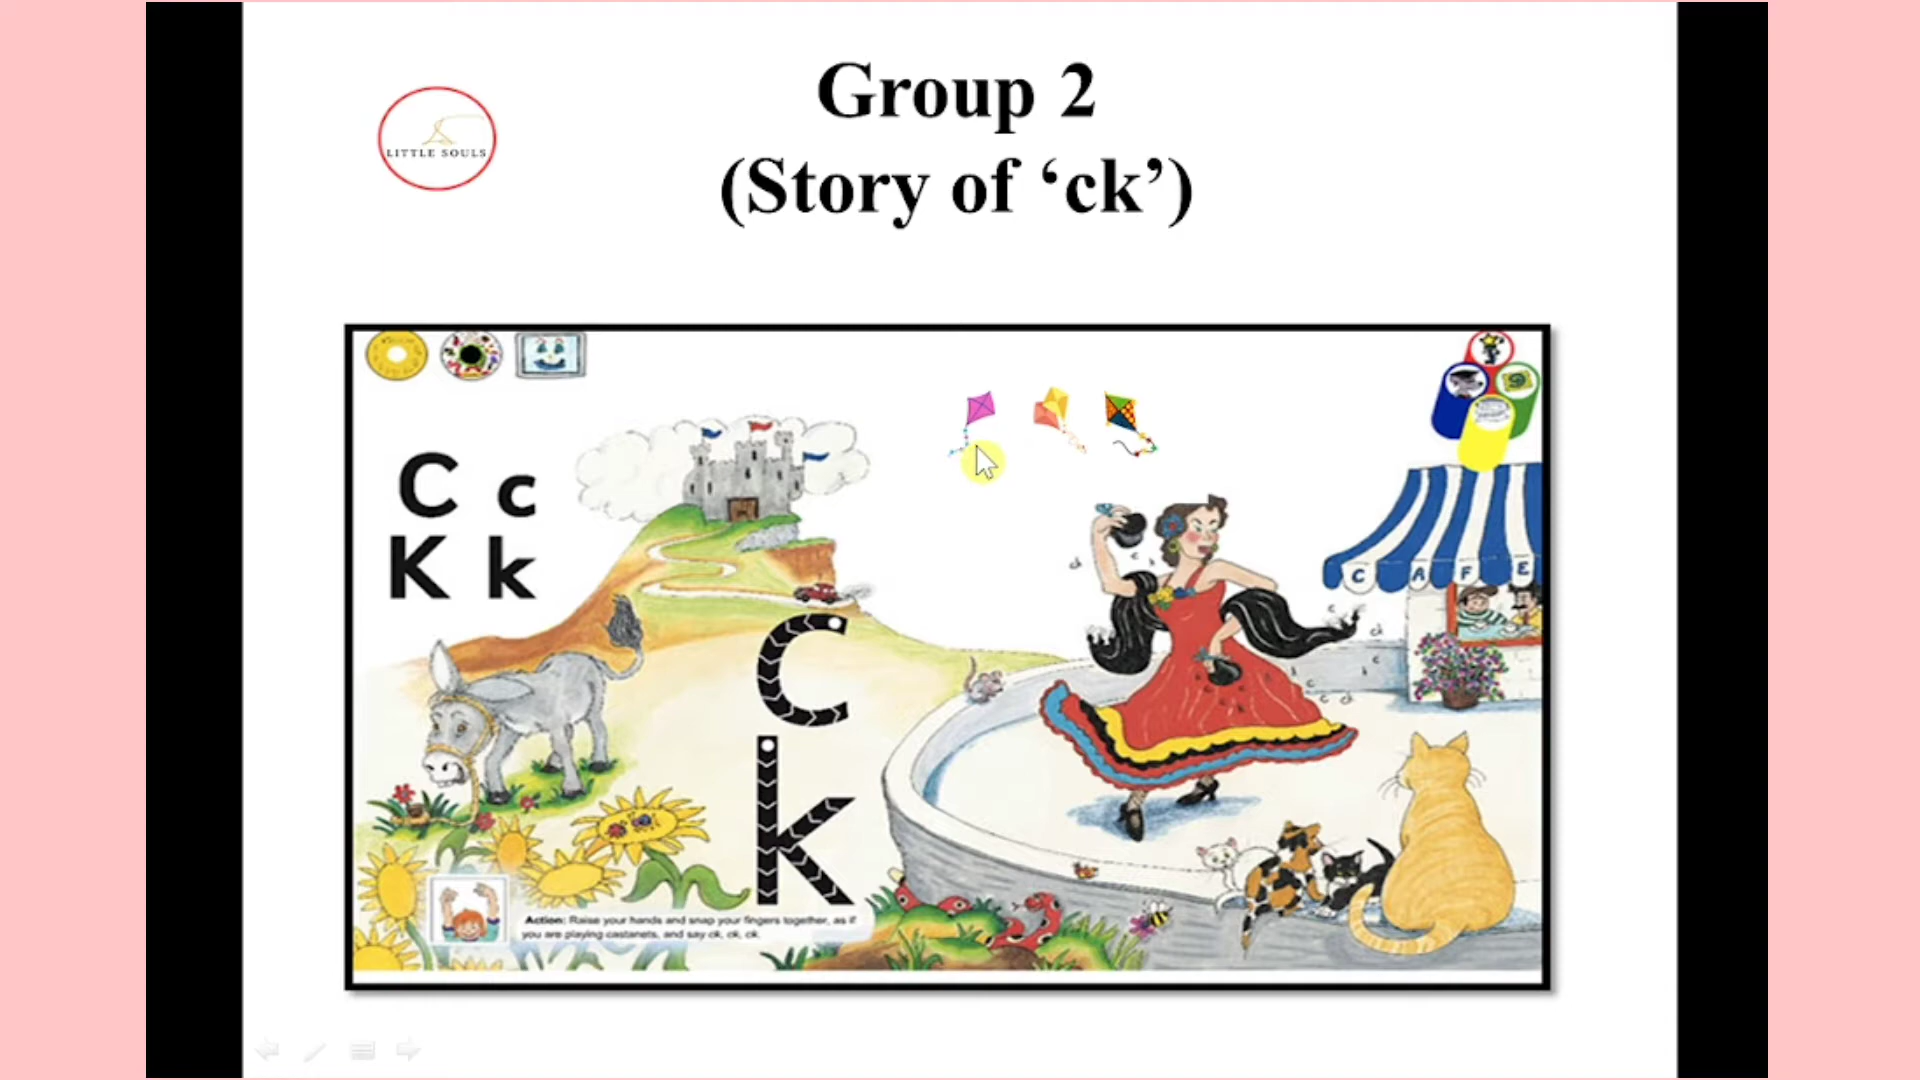 Group 2
(Story of ‘ck’)
LITTLE SOULS
C c
K k
c
k
CAFE
Action: Raise your hands and snap your fingers together, as if
you are playing castanets, and say ck, ck, ck.